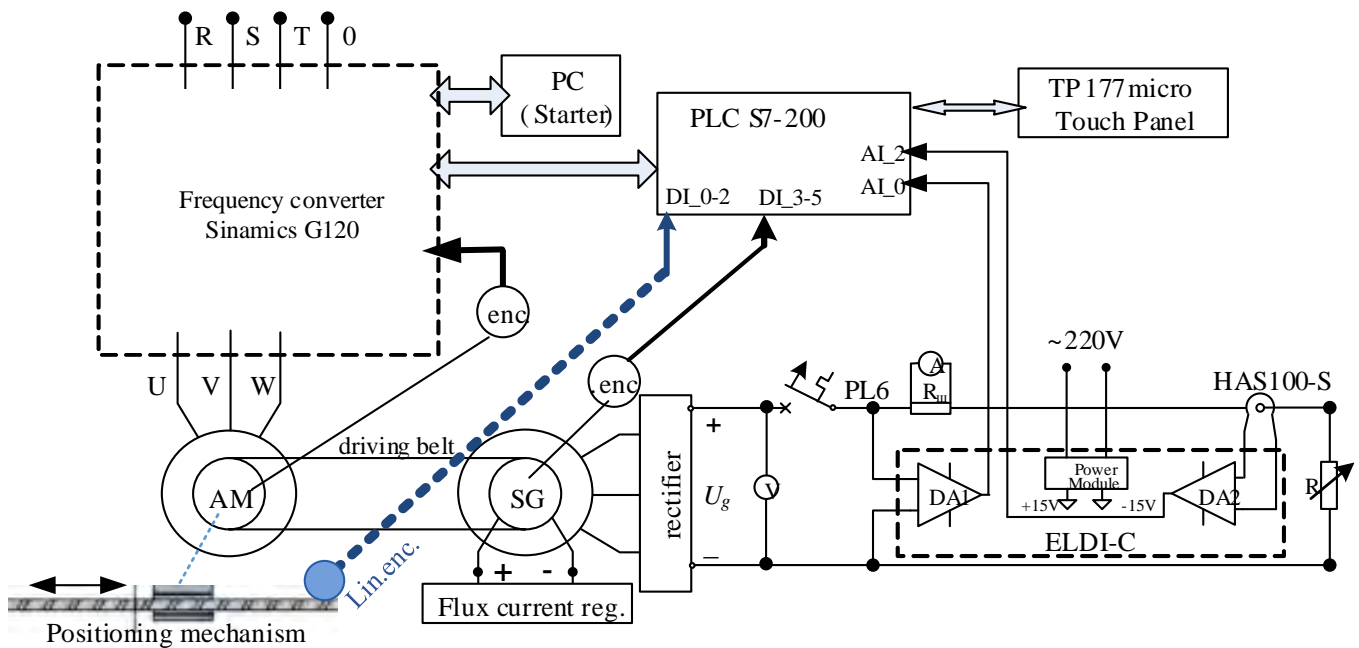 R S T 0
PC
( Starter)
TP 177 micro
Touch Panel
PLC S7-200
AI_2
AI_0
DI_0-2 DI_3-5
Frequency converter
Sinamics G120
enc.
U V W
.enc
~220V
HAS100-S
A
PL6
Rш
driving belt
AM
SG
rectifier
+
Ug
V
–
DA1
Power
Module
+15V
-15V
DA2
R
ELDI-C
Lin.enc.
+ -
Flux current reg.
Positioning mechanism